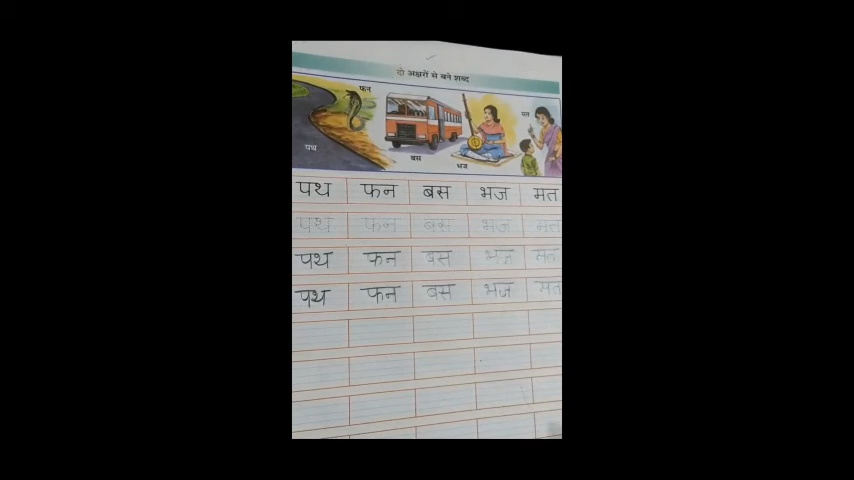 दो अक्षरों से बने शब्द
फन
मत
पथ
बस
भज
पथ फन बस भज मत
पथ फन बस भज मत
पथ फन बस भज मत
पथ फन बस भज मत